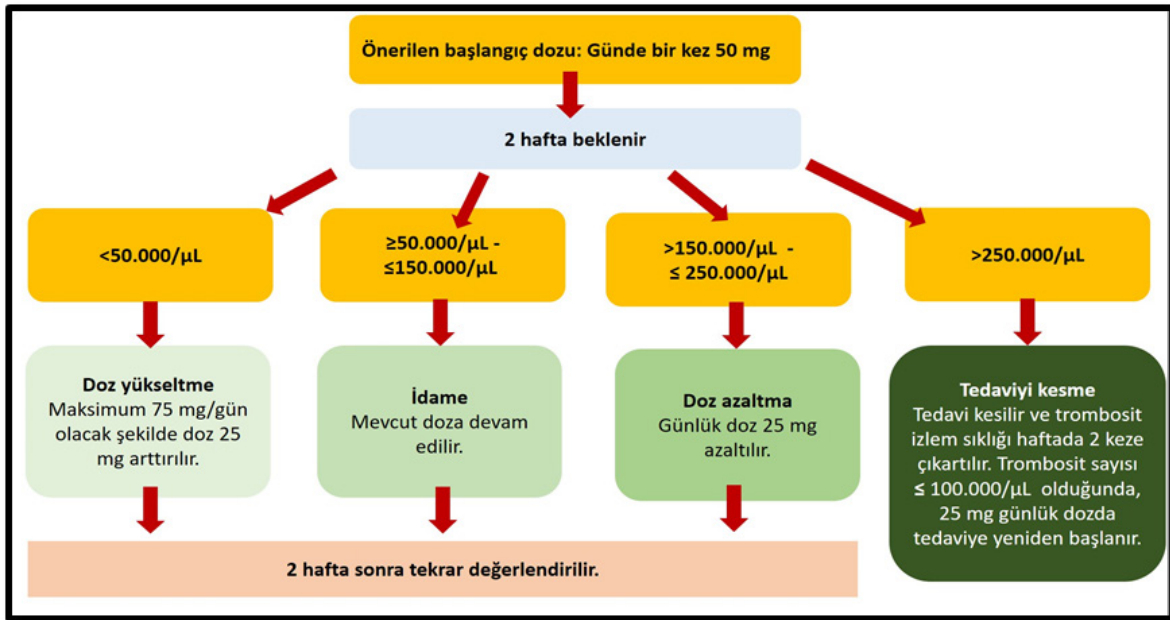 Önerilen başlangıç dozu: Günde bir kez 50 mg
2 hafta beklenir
<50.000/µL
≥50.000/µL -
≤150.000/µL
>150.000/µL -
≤ 250.000/µL
>250.000/µL
Doz yükseltme
Maksimum 75 mg/gün
olacak şekilde doz 25
mg arttırılır.
İdame
Mevcut doza devam
edilir.
Doz azaltma
Günlük doz 25 mg
azaltılır.
Tedaviyi kesme
Tedavi kesilir ve trombosit
izlem sıklığı haftada 2 keze
çıkartılır. Trombosit sayısı
≤ 100.000/µL olduğunda,
25 mg günlük dozda
tedaviye yeniden başlanır.
2 hafta sonra tekrar değerlendirilir.